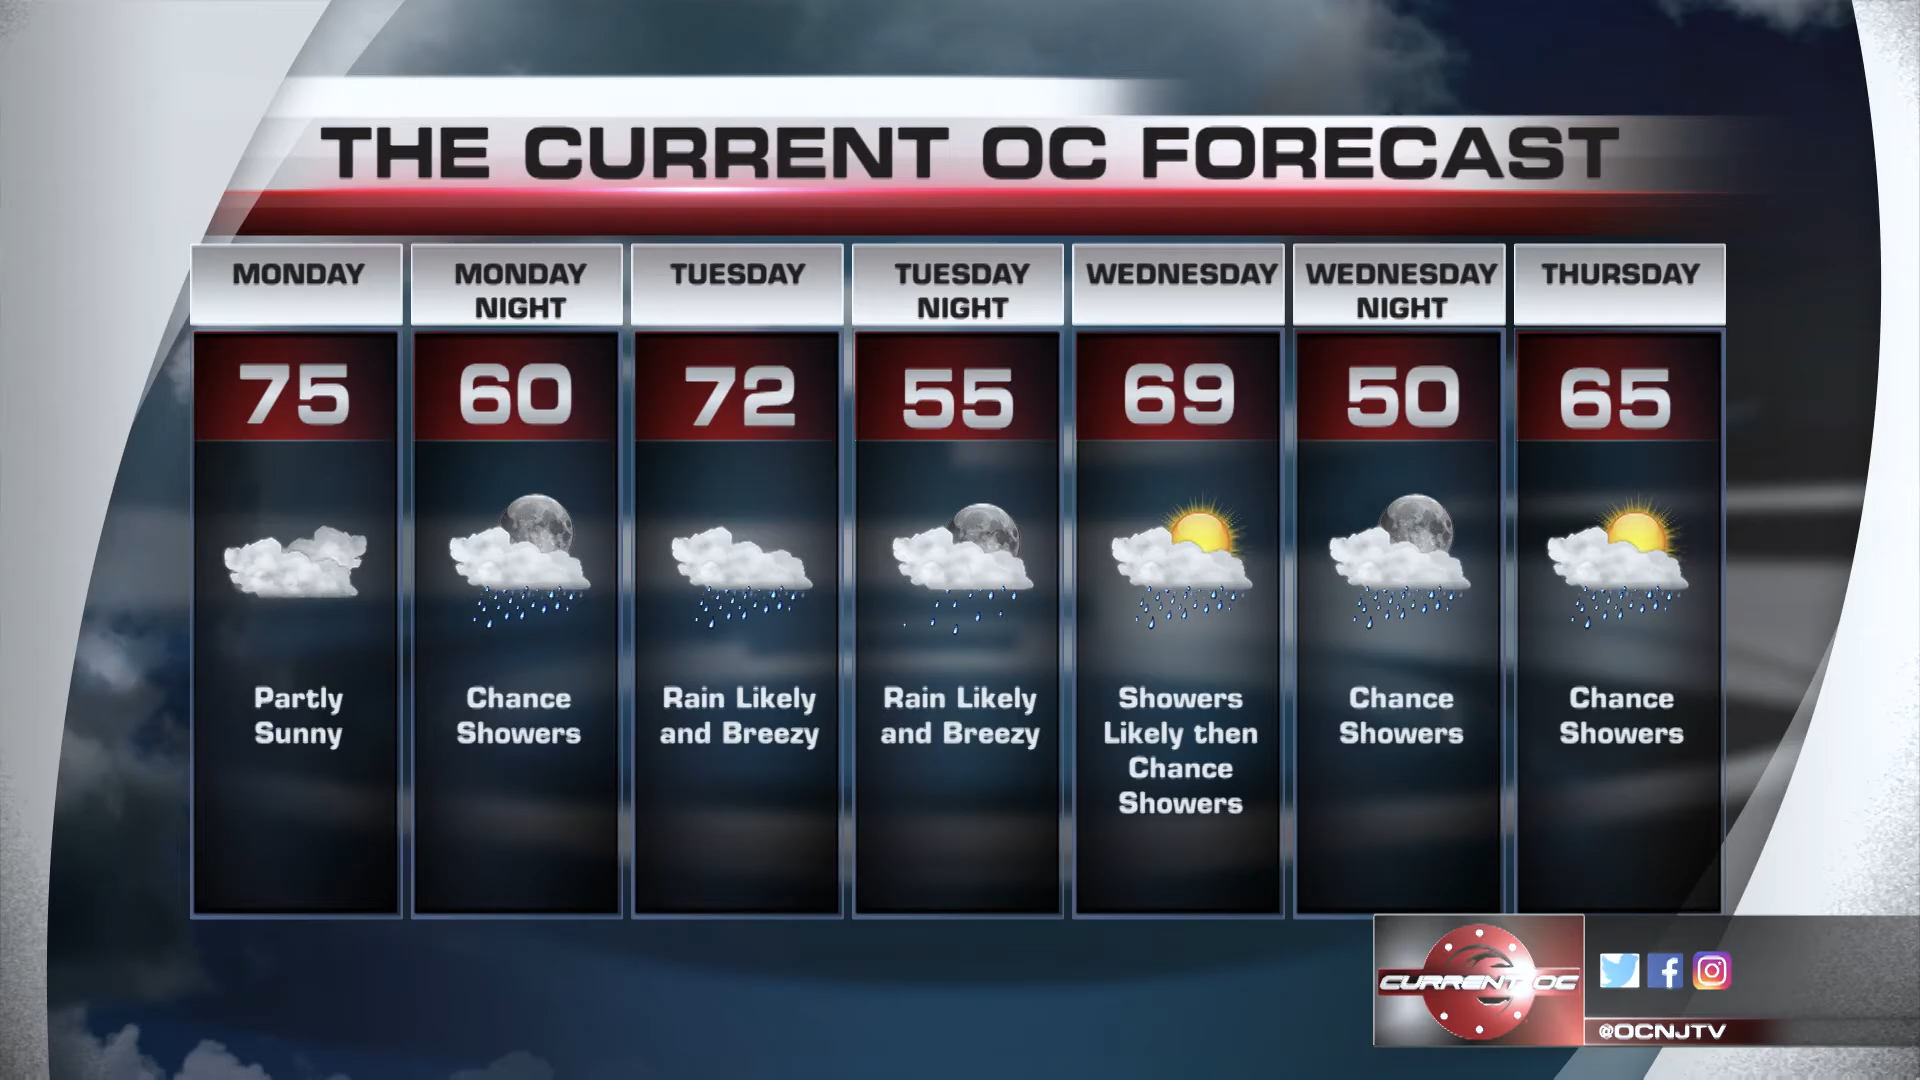 THE CURRENT OC FORECAST
MONDAY
75
Partly
Sunny
MONDAY
NIGHT
60
Chance
Showers
TUESDAY
72
Rain Likely
and Breezy
TUESDAY
NIGHT
55
Rain Likely
and Breezy
WEDNESDAY
69
Showers
Likely then
Chance
Showers
WEDNESDAY
NIGHT
50
Chance
Showers
THURSDAY
65
Chance
Showers
CURRENT OC
@OCNJTV